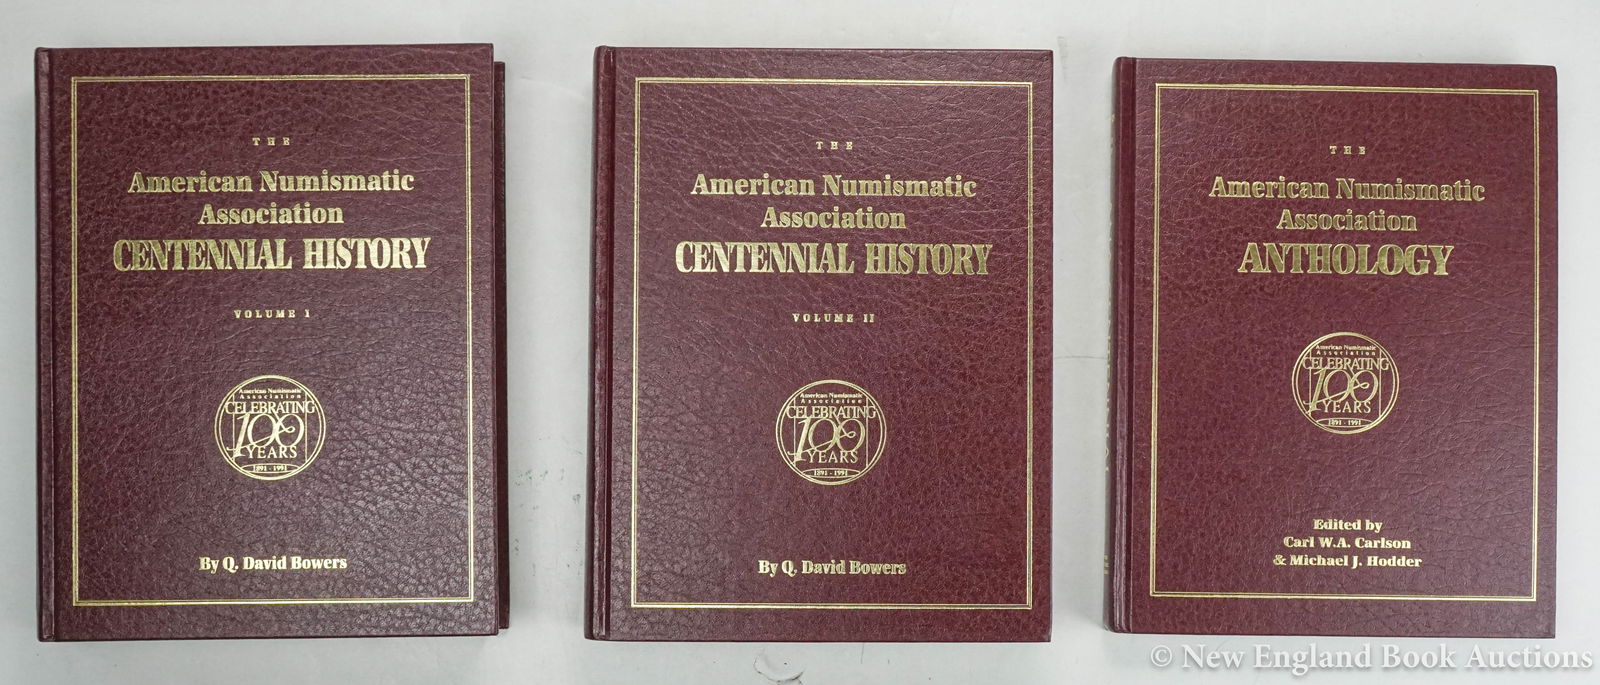 THE
American Numismatic
Association
CENTENNIAL HISTORY
VOLUME I
American Numismatic
Association
CELEBRATING
100
YEARS
1891 - 1991
By Q. David Bowers
THE
American Numismatic
Association
CENTENNIAL HISTORY
VOLUME II
American Numismatic
Association
CELEBRATING
100
YEARS
1891 - 1991
By Q. David Bowers
THE
American Numismatic
Association
ANTHOLOGY
American Numismatic
Association
CELEBRATING
100
YEARS
1891 - 1991
Edited by
Carl W.A. Carlson
& Michael J. Hodder
© New England Book Auctions